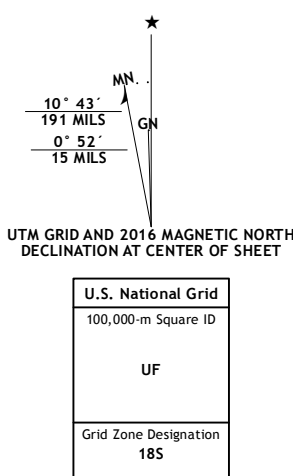 ★
MN
GN
10° 43´
191 MILS
0° 52´
15 MILS
UTM GRID AND 2016 MAGNETIC NORTH
DECLINATION AT CENTER OF SHEET
U.S. National Grid
100,000-m Square ID
UF
Grid Zone Designation
18S